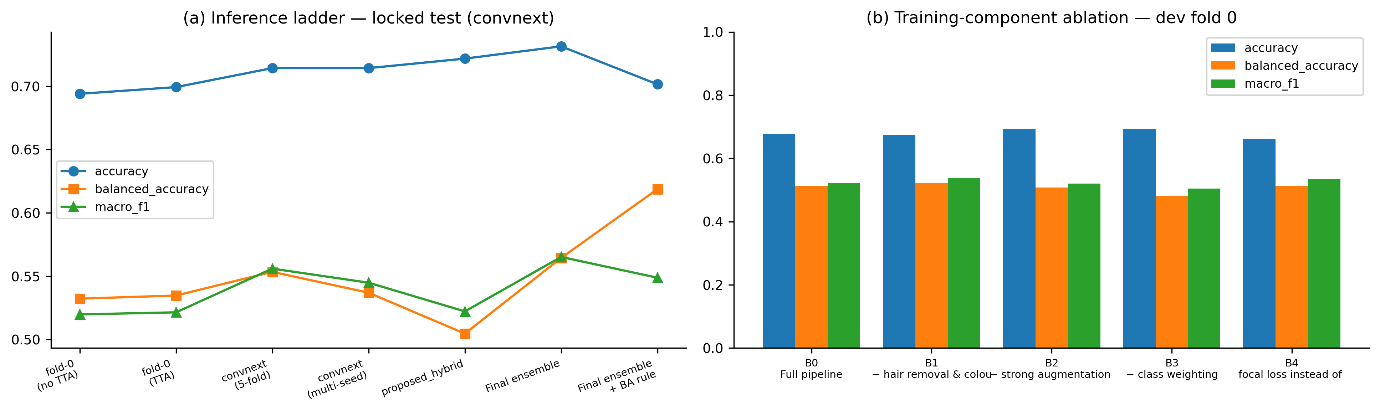 (a) Inference ladder — locked test (convnext)
0.70
0.65
0.60
0.55
0.50
accuracy
balanced_accuracy
macro_f1
fold-0
(no TTA)
fold-0
(TTA)
convnext
(5-fold)
convnext
(multi-seed)
proposed_hybrid
Final ensemble
Final ensemble
+ BA rule
(b) Training-component ablation — dev fold 0
1.0
0.8
0.6
0.4
0.2
0.0
accuracy
balanced_accuracy
macro_f1
B0
Full pipeline
B1
− hair removal & colou
B2
− strong augmentation
B3
− class weighting
B4
focal loss instead of